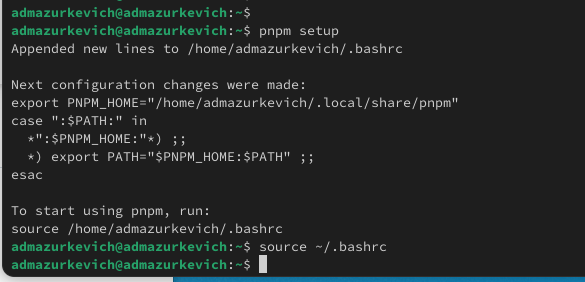 admazurkevich@admazurkevich:~$
admazurkevich@admazurkevich:~$ pnpm setup
Appended new lines to /home/admazurkevich/.bashrc

Next configuration changes were made:
export PNPM_HOME="/home/admazurkevich/.local/share/pnpm"
case ":$PATH:" in
  *":$PNPM_HOME:"*) ;;
  *) export PATH="$PNPM_HOME:$PATH" ;;
esac

To start using pnpm, run:
source /home/admazurkevich/.bashrc
admazurkevich@admazurkevich:~$ source ~/.bashrc
admazurkevich@admazurkevich:~$